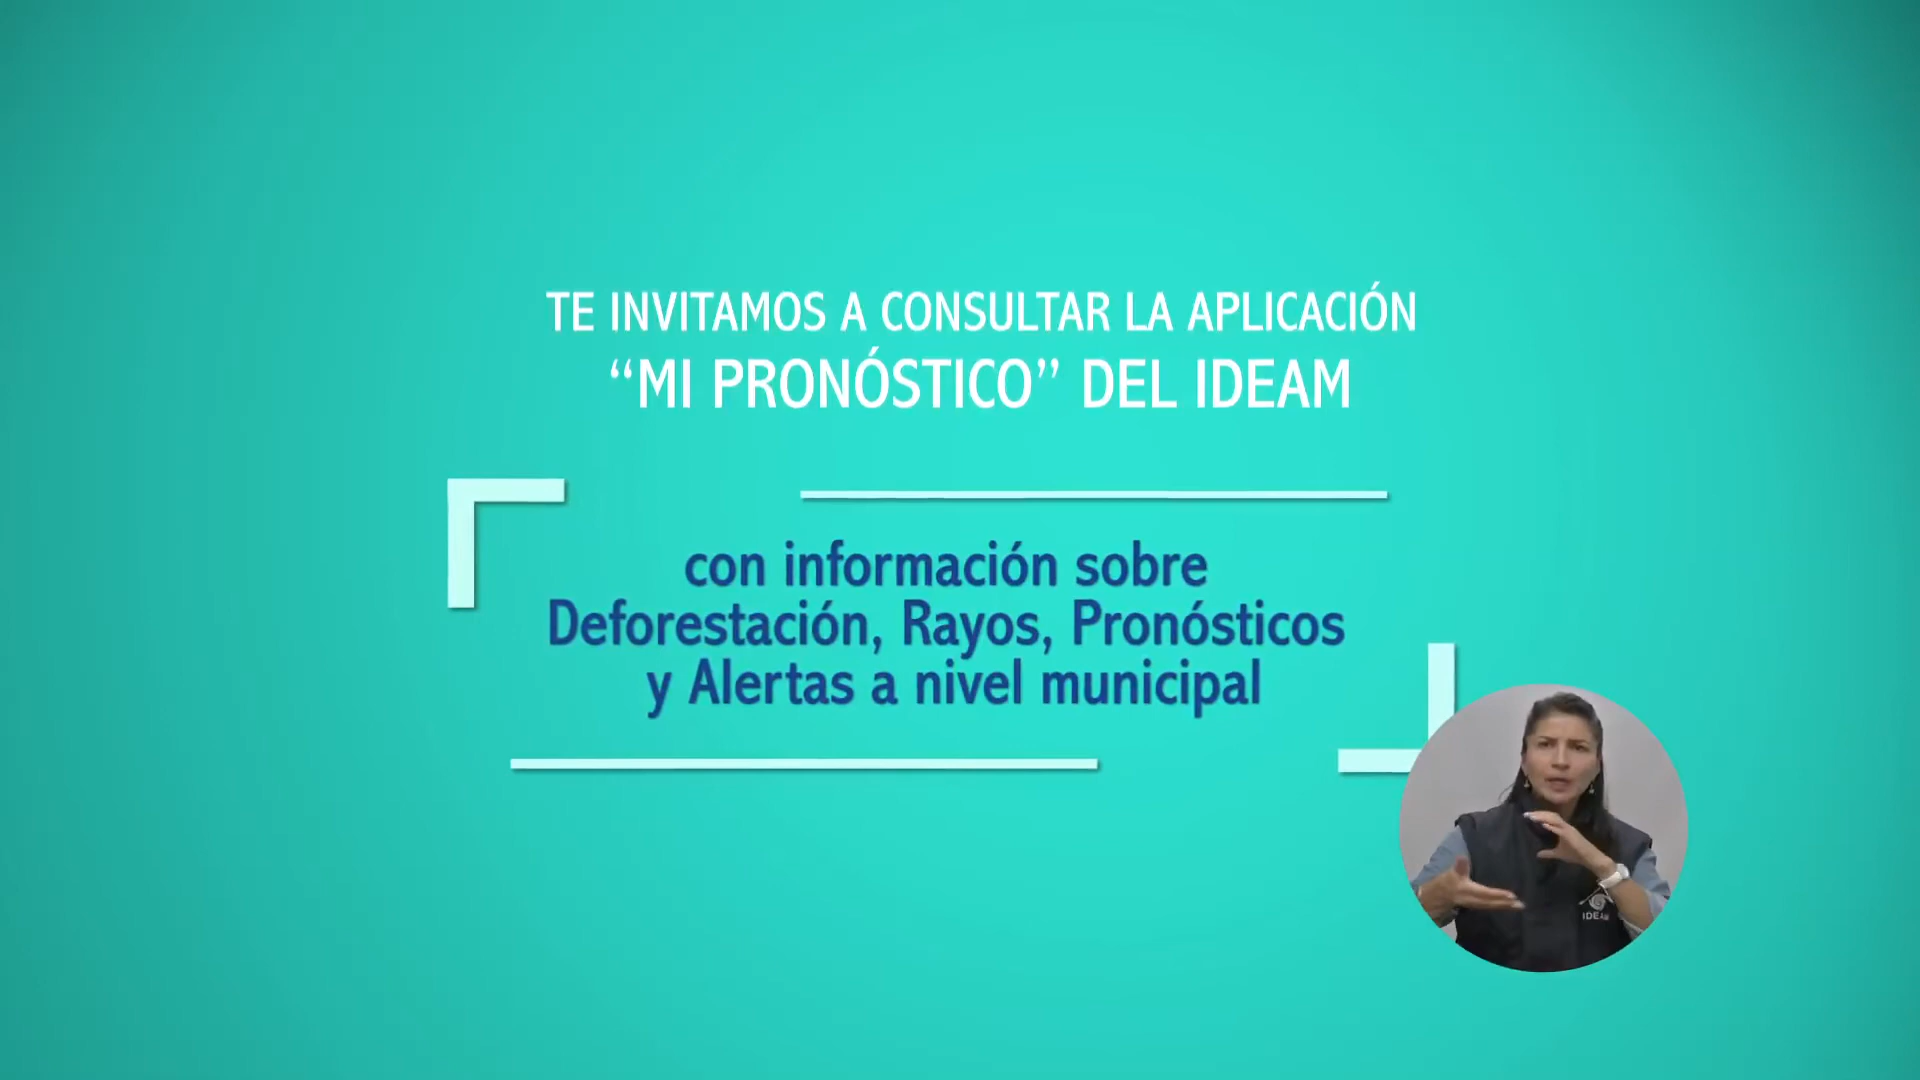 TE INVITAMOS A CONSULTAR LA APLICACIÓN
“MI PRONÓSTICO” DEL IDEAM
con información sobre
Deforestación, Rayos, Pronósticos
y Alertas a nivel municipal
IDEAM